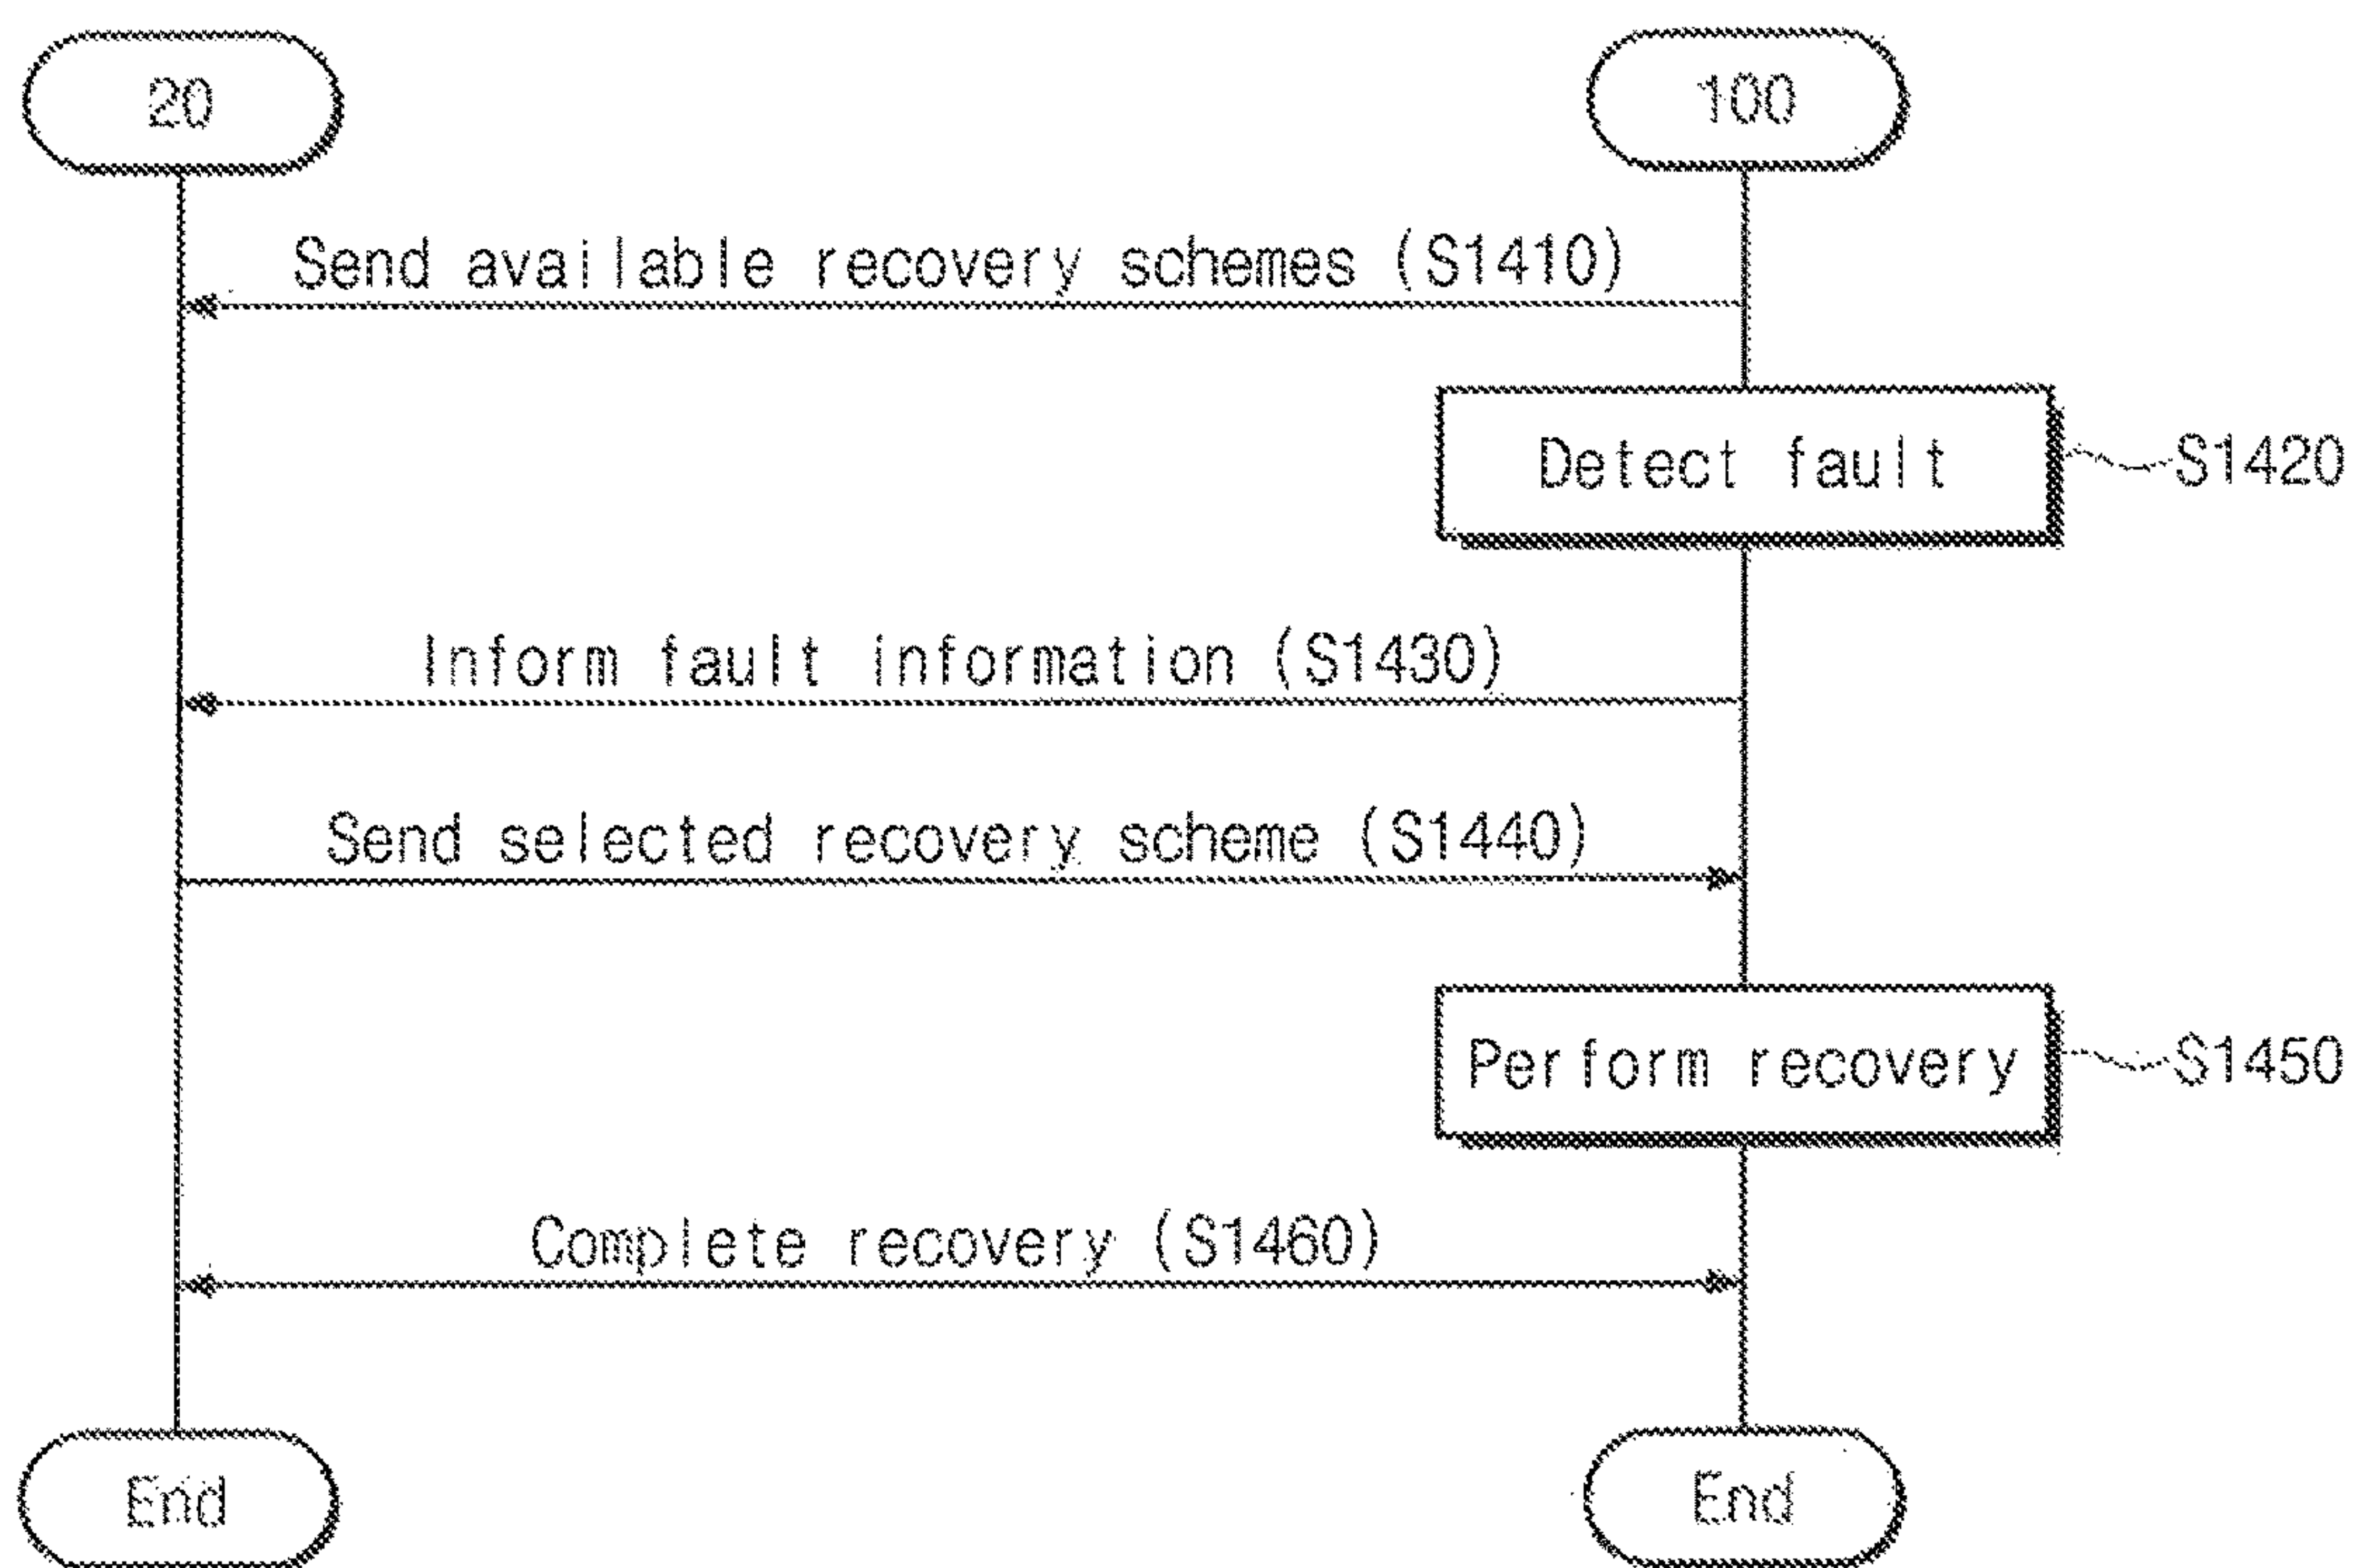 20
100
Send available recovery schemes (S1410)
Detect fault
S1420
Inform fault information (S1430)
Send selected recovery scheme (S1440)
Perform recovery
S1450
Complete recovery (S1460)
End
End